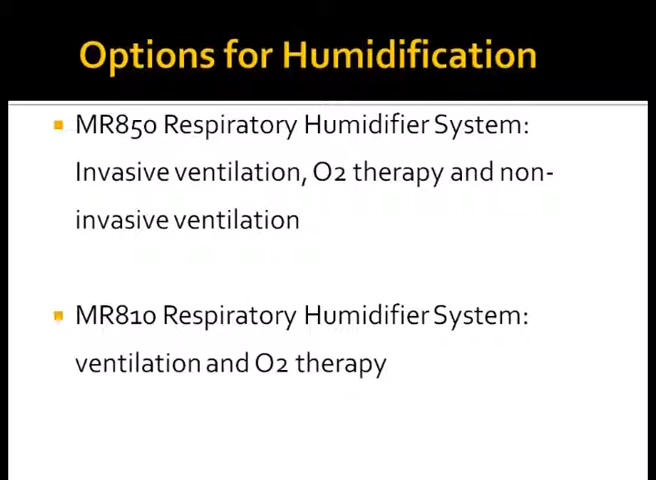 Options for Humidification
MR850 Respiratory Humidifier System:
Invasive ventilation, O2 therapy and non-
invasive ventilation
MR810 Respiratory Humidifier System:
ventilation and O2 therapy